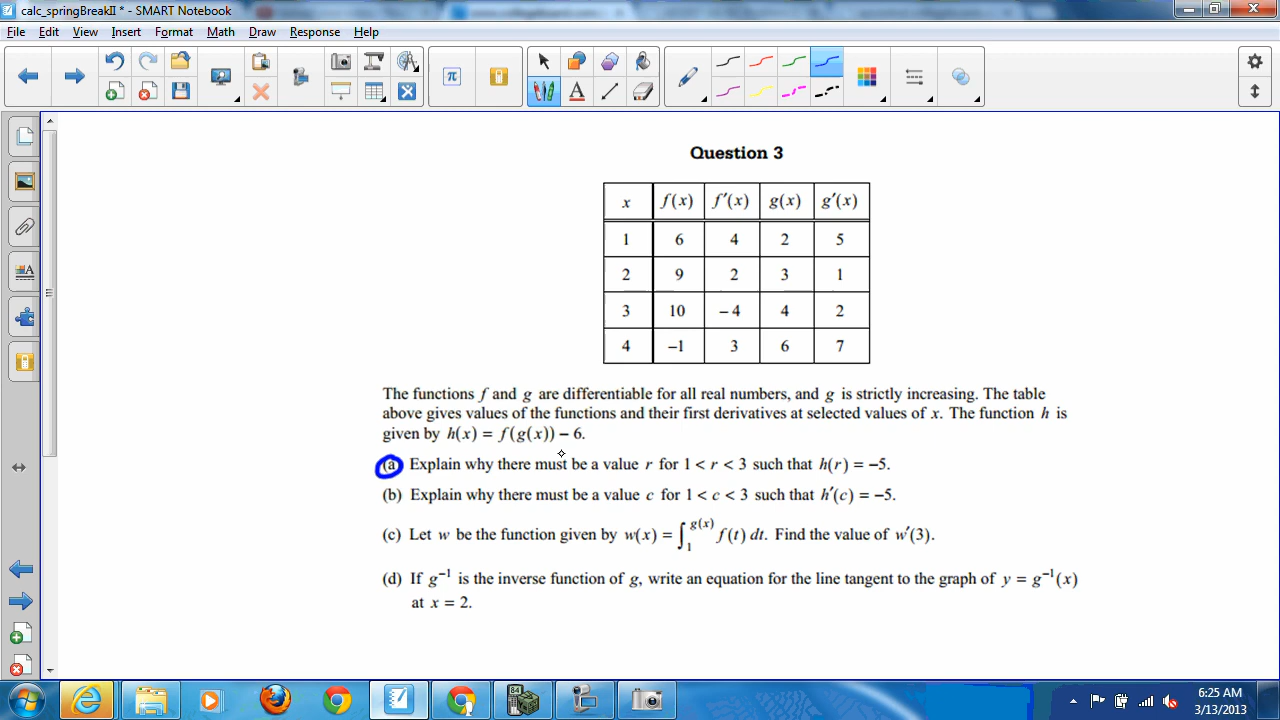 calc_springBreakII * - SMART Notebook
File Edit View Insert Format Math Draw Response Help
π
A
Question 3
x f(x) f′(x) g(x) g′(x)
1 6 4 2 5
2 9 2 3 1
3 10 −4 4 2
4 −1 3 6 7
The functions f and g are differentiable for all real numbers, and g is strictly increasing. The table
above gives values of the functions and their first derivatives at selected values of x. The function h is
given by h(x) = f(g(x)) − 6.
(a) Explain why there must be a value r for 1 < r < 3 such that h(r) = −5.
(b) Explain why there must be a value c for 1 < c < 3 such that h′(c) = −5.
(c) Let w be the function given by w(x) = ∫₁^g(x) f(t) dt. Find the value of w′(3).
(d) If g⁻¹ is the inverse function of g, write an equation for the line tangent to the graph of y = g⁻¹(x)
at x = 2.
84
6:25 AM
3/13/2013